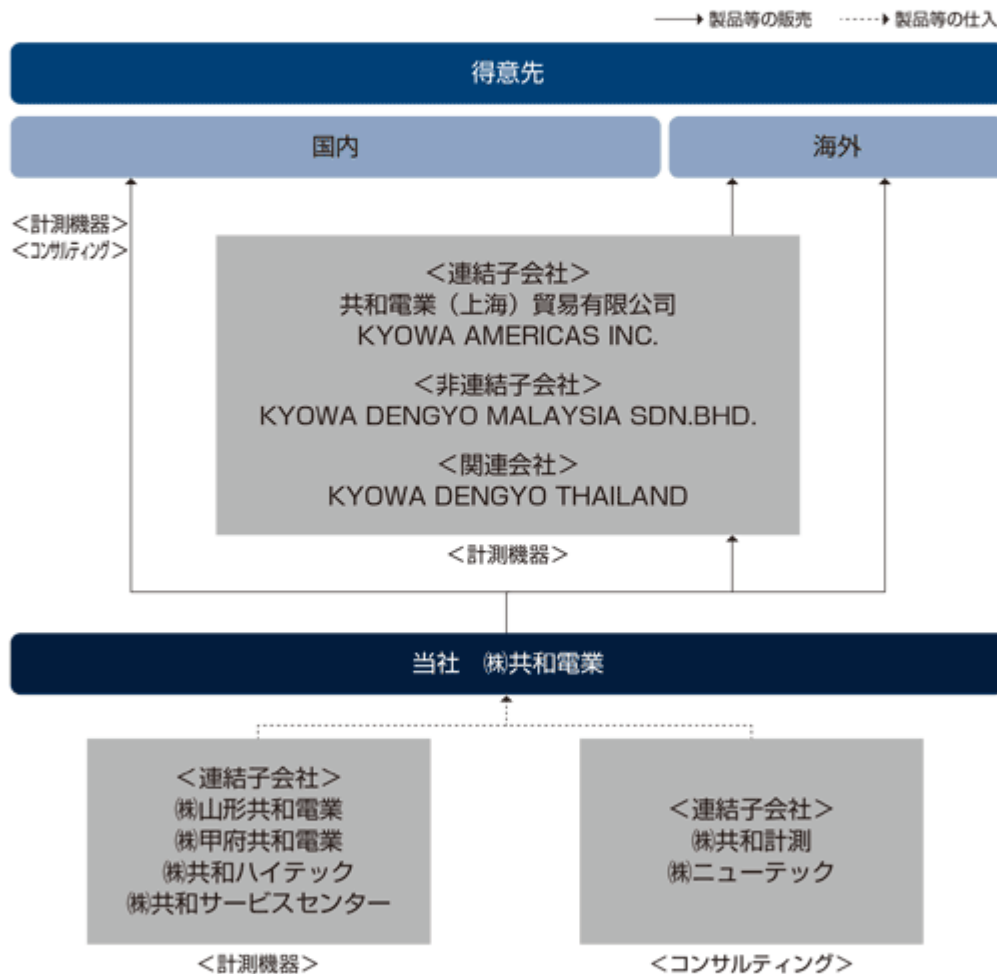 製品等の販売 製品等の仕入
得意先
国内 海外
＜計測機器＞
＜コンサルティング＞
＜連結子会社＞
共和電業（上海）貿易有限公司
KYOWA AMERICAS INC.
＜非連結子会社＞
KYOWA DENGYO MALAYSIA SDN.BHD.
＜関連会社＞
KYOWA DENGYO THAILAND
＜計測機器＞
当社　㈱共和電業
＜連結子会社＞
㈱山形共和電業
㈱甲府共和電業
㈱共和ハイテック
㈱共和サービスセンター
＜計測機器＞
＜連結子会社＞
㈱共和計測
㈱ニューテック
＜コンサルティング＞